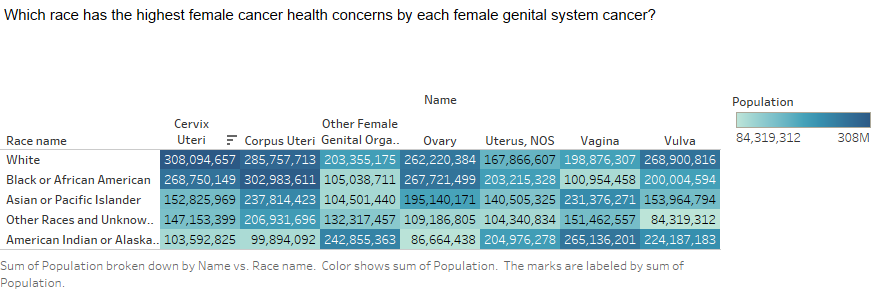 Which race has the highest female cancer health concerns by each female genital system cancer?
Name
Population
84,319,312 308M
Race name Cervix Uteri Corpus Uteri Other Female Genital Orga.. Ovary Uterus, NOS Vagina Vulva
White 308,094,657 285,757,713 203,355,175 262,220,384 167,866,607 198,876,307 268,900,816
Black or African American 268,750,149 302,983,611 105,038,711 267,721,499 203,215,328 100,954,458 200,004,594
Asian or Pacific Islander 152,825,969 237,814,423 104,501,440 195,140,171 140,505,325 231,376,271 153,964,794
Other Races and Unknow.. 147,153,399 206,931,696 132,317,457 109,186,805 104,340,834 151,462,557 84,319,312
American Indian or Alaska.. 103,592,825 99,894,092 242,855,363 86,664,438 204,976,278 265,136,201 224,187,183
Sum of Population broken down by Name vs. Race name. Color shows sum of Population. The marks are labeled by sum of
Population.